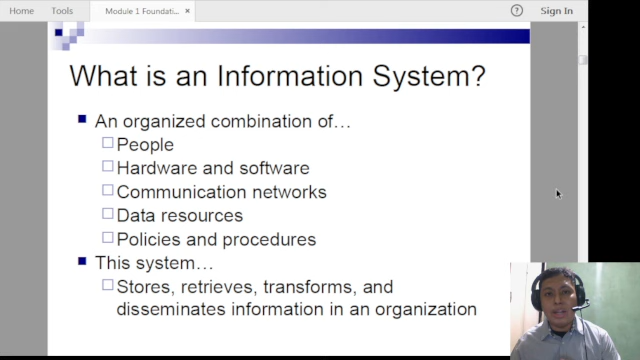 Home
Tools
Module 1 Foundati...
×
?
Sign In
What is an Information System?
An organized combination of…
People
Hardware and software
Communication networks
Data resources
Policies and procedures
This system…
Stores, retrieves, transforms, and
disseminates information in an organization